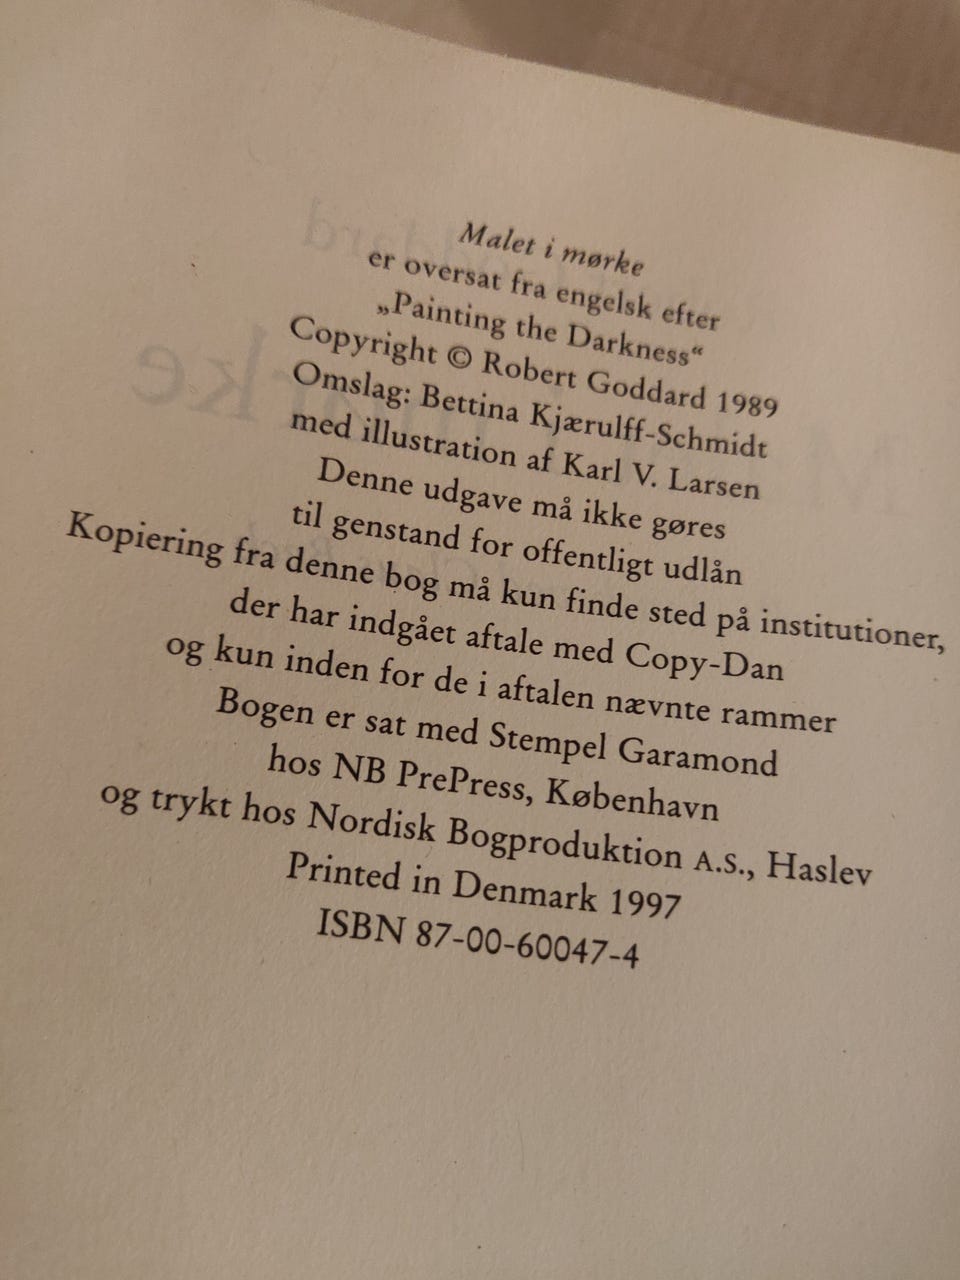 Malet i mørke
er oversat fra engelsk efter
„Painting the Darkness“
Copyright © Robert Goddard 1989
Omslag: Bettina Kjærulff-Schmidt
med illustration af Karl V. Larsen
Denne udgave må ikke gøres
til genstand for offentligt udlån
Kopiering fra denne bog må kun finde sted på institutioner,
der har indgået aftale med Copy-Dan
og kun inden for de i aftalen nævnte rammer
Bogen er sat med Stempel Garamond
hos NB PrePress, København
og trykt hos Nordisk Bogproduktion A.S., Haslev
Printed in Denmark 1997
ISBN 87-00-60047-4